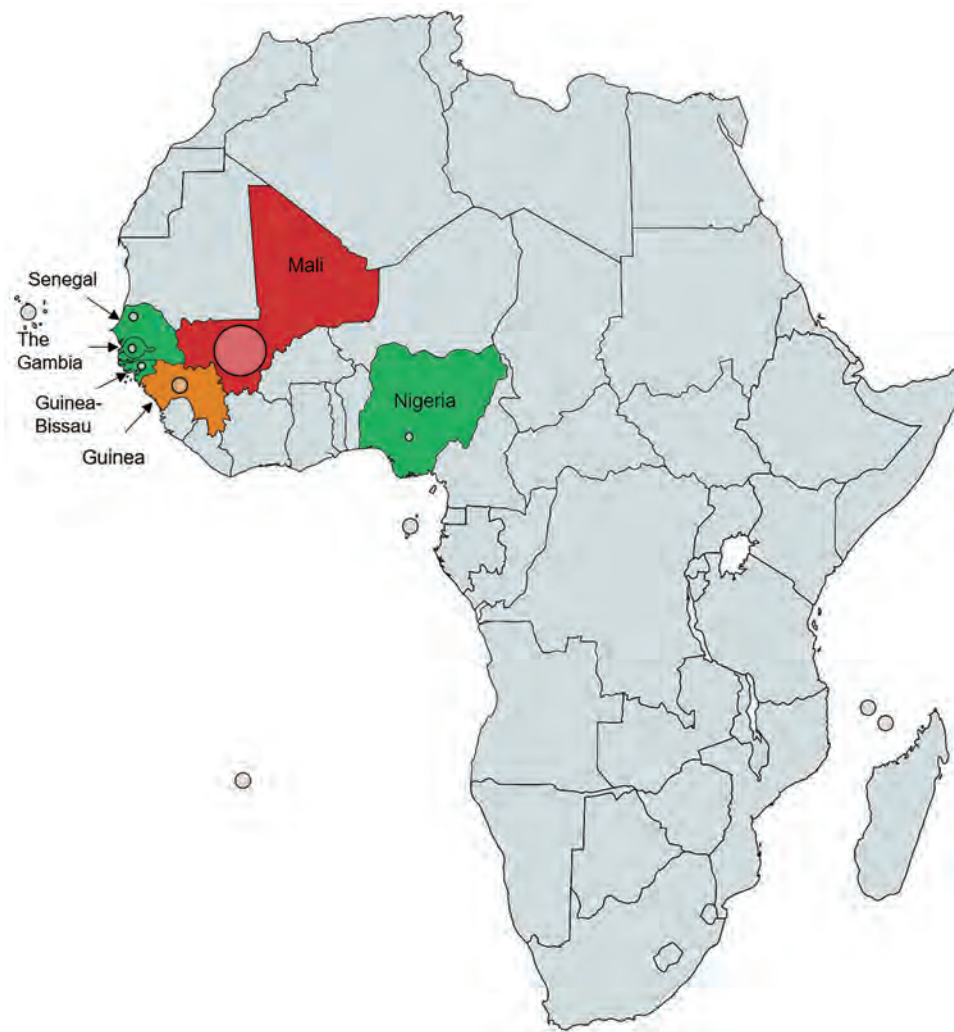 Mali
Senegal
The
Gambia
Guinea-
Bissau
Guinea
Nigeria